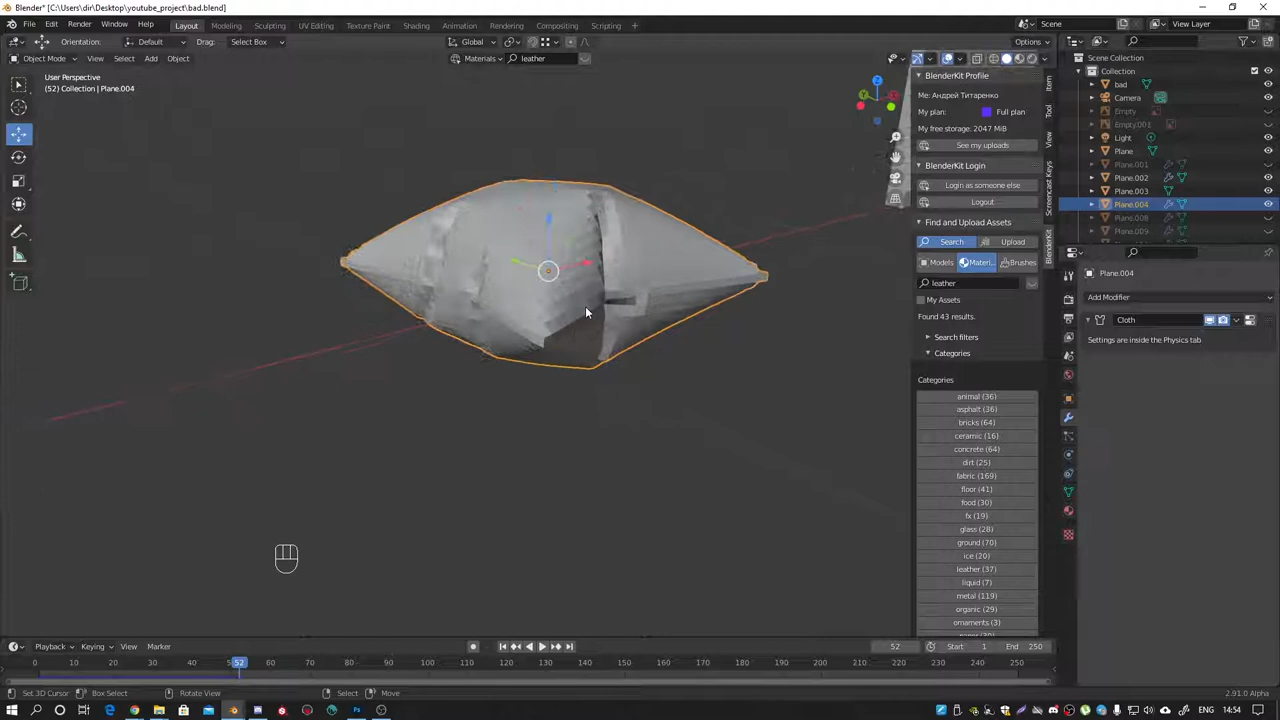 Blender* [C:\Users\dir\Desktop\youtube_project\bad.blend]
File Edit Render Window Help
Layout Modeling Sculpting UV Editing Texture Paint Shading Animation Rendering Compositing Scripting
Scene
View Layer
Orientation: Default Drag: Select Box
Global
Options
Object Mode View Select Add Object
Materials leather
User Perspective
(52) Collection | Plane.004
BlenderKit Profile
Me: Андрей Титаренко
My plan: Full plan
My free storage: 2047 MiB
See my uploads
BlenderKit Login
Login as someone else
Logout
Find and Upload Assets
Search Upload
Models Materi... Brushes
leather
My Assets
Found 43 results.
Search filters
Categories
Categories
animal (36)
asphalt (36)
bricks (64)
ceramic (16)
concrete (64)
dirt (25)
fabric (169)
floor (41)
food (30)
fx (19)
glass (28)
ground (70)
ice (20)
leather (37)
liquid (7)
metal (119)
organic (29)
ornaments (3)
Item
Tool
View
Screencast Keys
BlenderKit
Scene Collection
Collection
bad
Camera
Empty
Empty.001
Light
Plane
Plane.001
Plane.002
Plane.003
Plane.004
Plane.008
Plane.009
Plane.004
Add Modifier
Cloth
Settings are inside the Physics tab
Playback Keying View Marker
52 Start 1 End 250
0 10 20 30 40 52 60 70 80 90 100 110 120 130 140 150 160 170 180 190 200 210 220 230 240 250
Set 3D Cursor Box Select Rotate View Select Move
2.91.0 Alpha
ENG 14:54